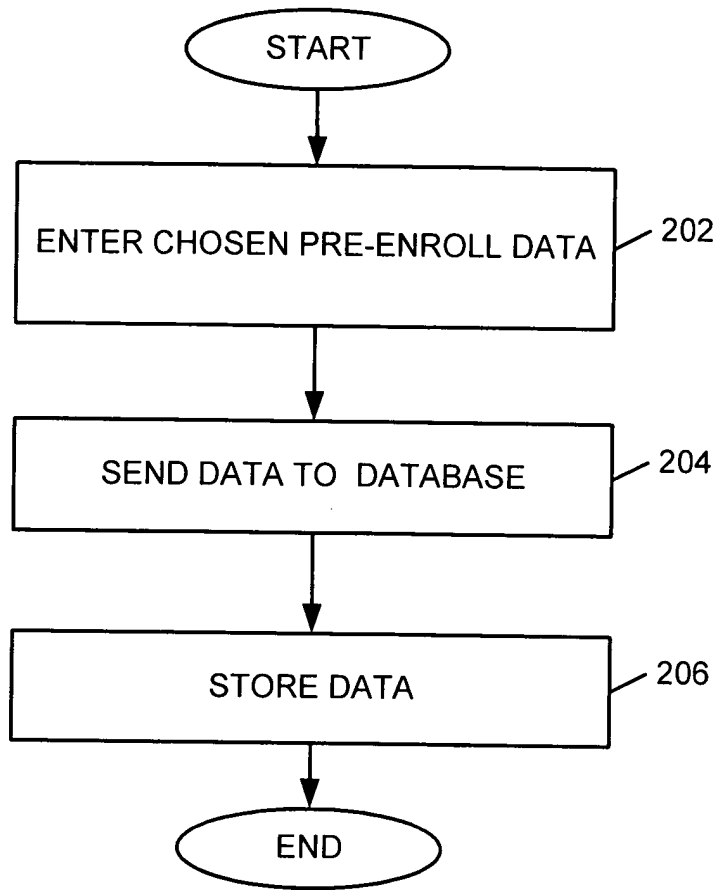 START
ENTER CHOSEN PRE-ENROLL DATA
202
SEND DATA TO DATABASE
204
STORE DATA
206
END